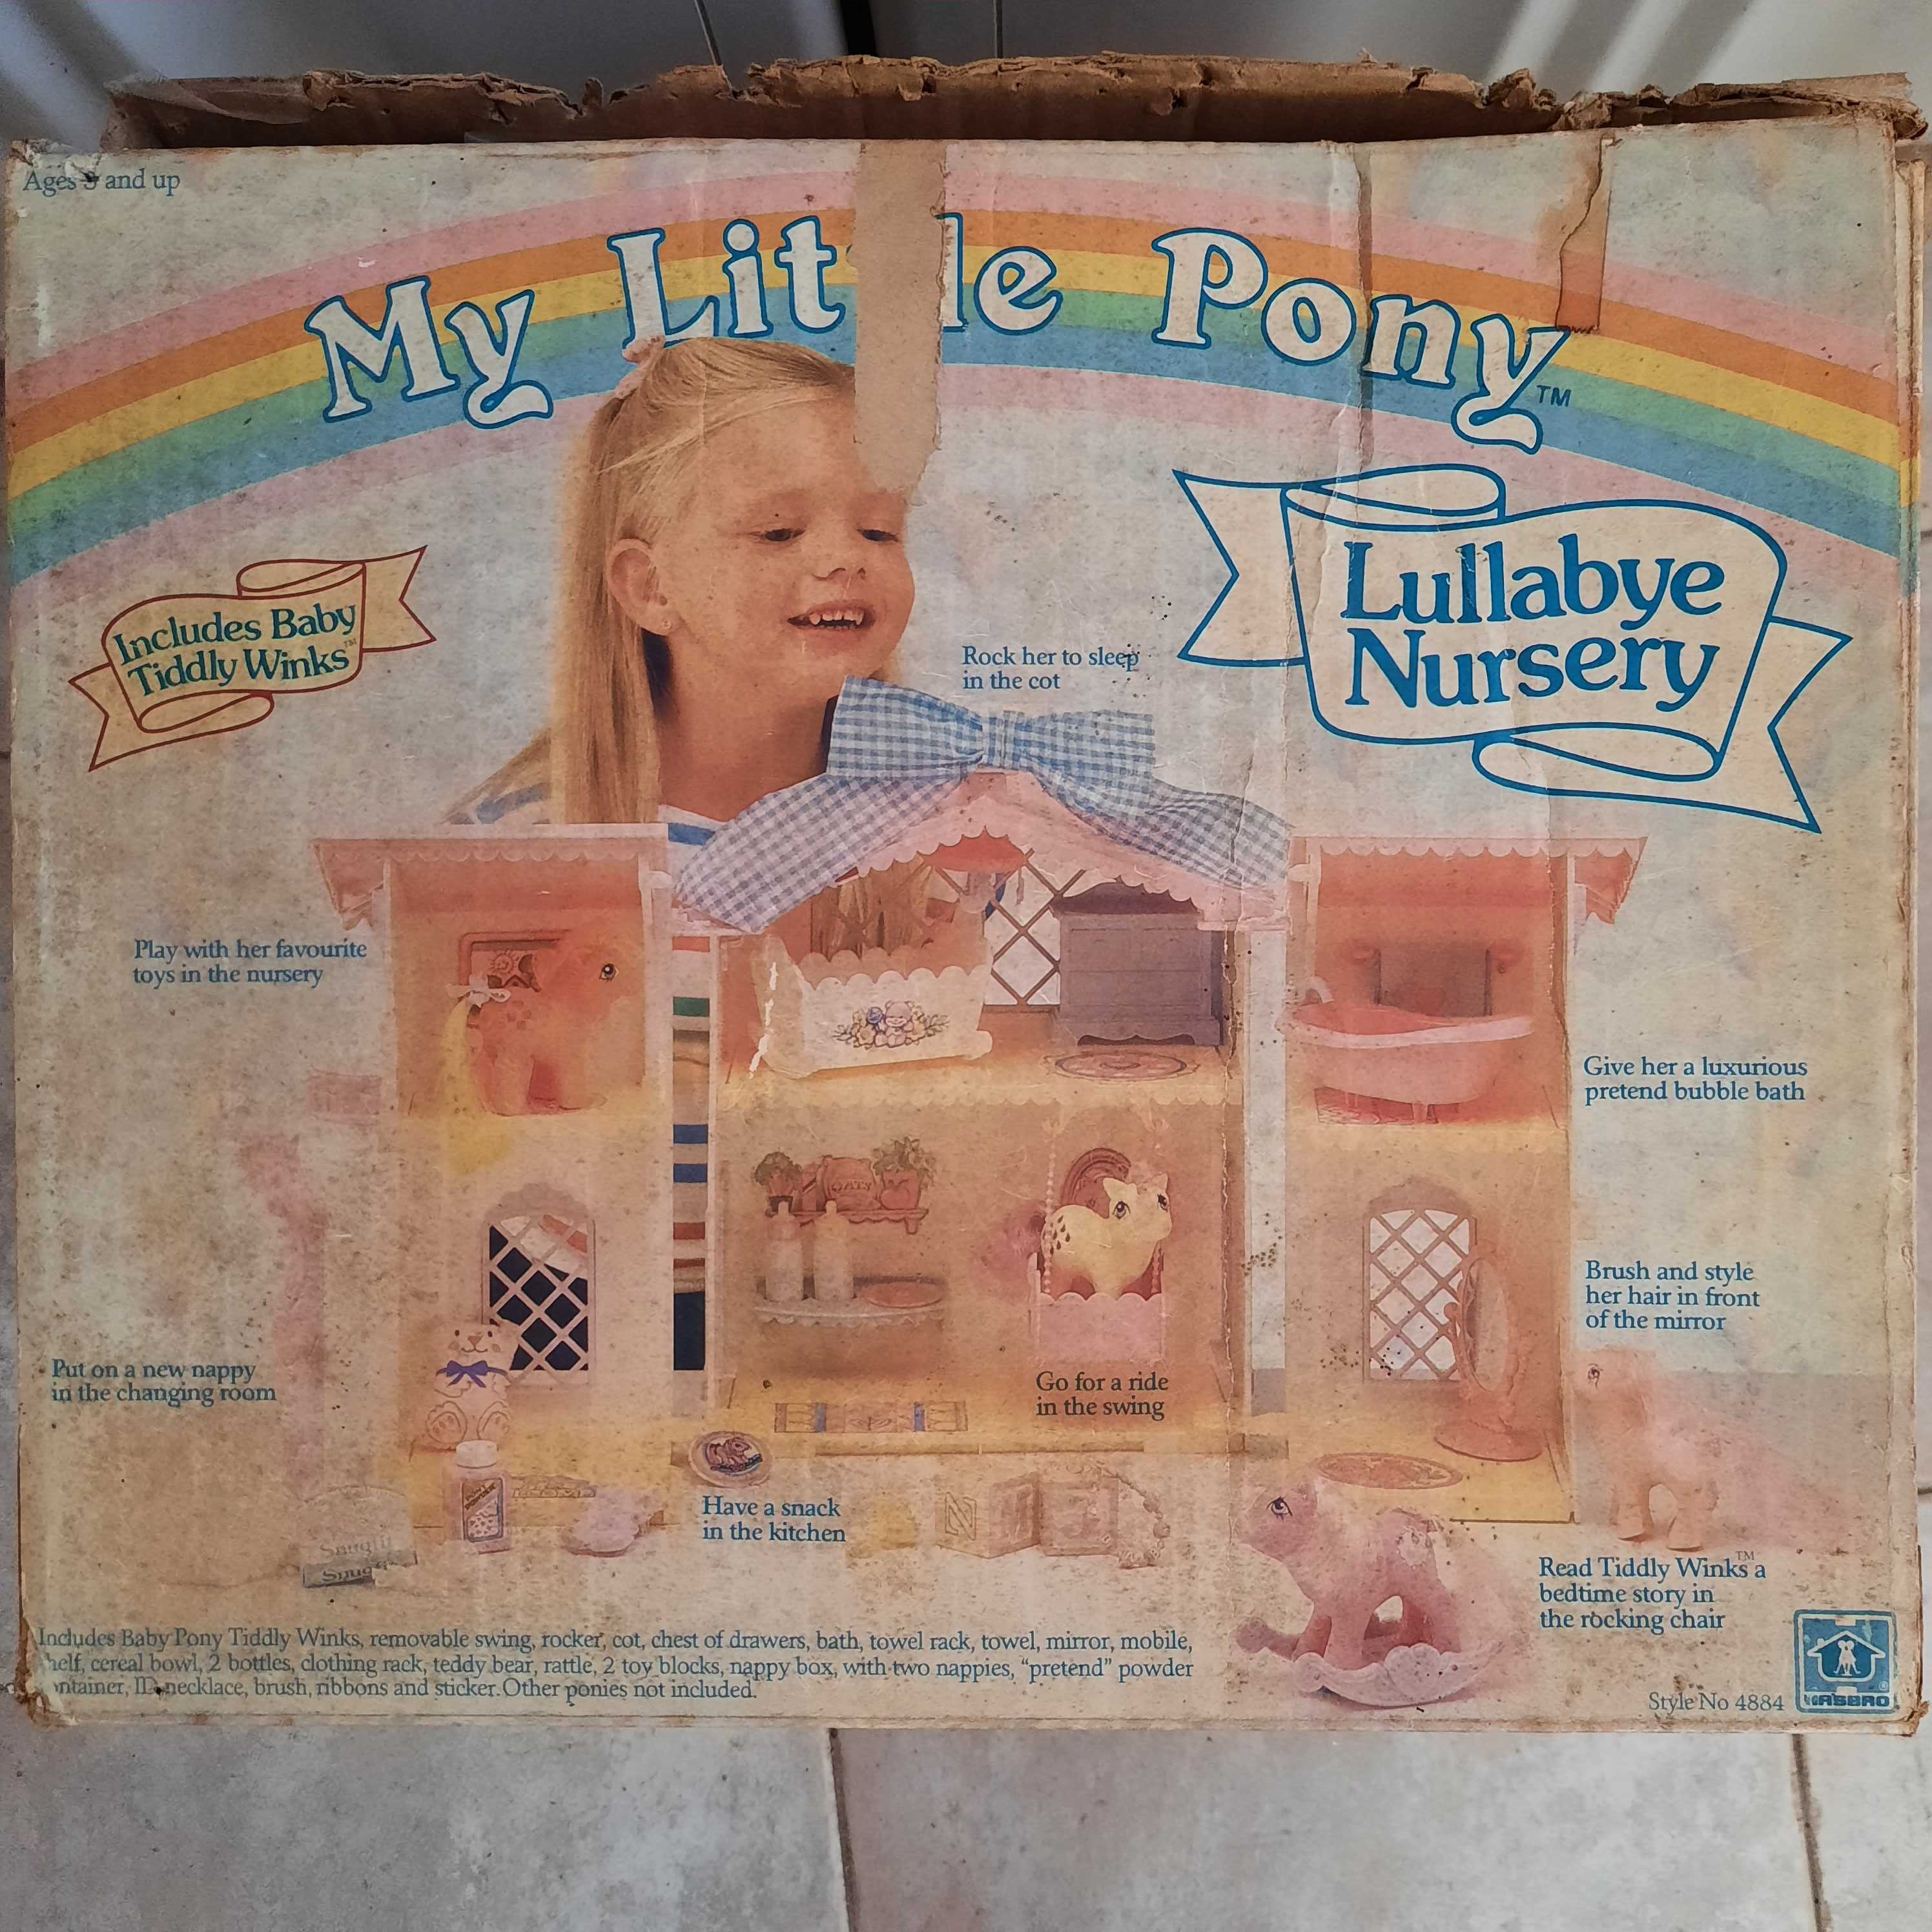 Ages and up
My Lit le Pony TM
Includes Baby
Tiddly Winks TM
Lullabye
Nursery
Rock her to sleep
in the cot
Play with her favourite
toys in the nursery
Give her a luxurious
pretend bubble bath
OATS
Brush and style
her hair in front
of the mirror
Put on a new nappy
in the changing room
Go for a ride
in the swing
Have a snack
in the kitchen
N
Read Tiddly Winks™ a
bedtime story in
the rocking chair
Includes Baby Pony Tiddly Winks, removable swing, rocker, cot, chest of drawers, bath, towel rack, towel, mirror, mobile,
helf, cereal bowl, 2 bottles, clothing rack, teddy bear, rattle, 2 toy blocks, nappy box, with two nappies, “pretend” powder
ontainer, ID necklace, brush, ribbons and sticker. Other ponies not included.
Style No 4884
HASBRO ®